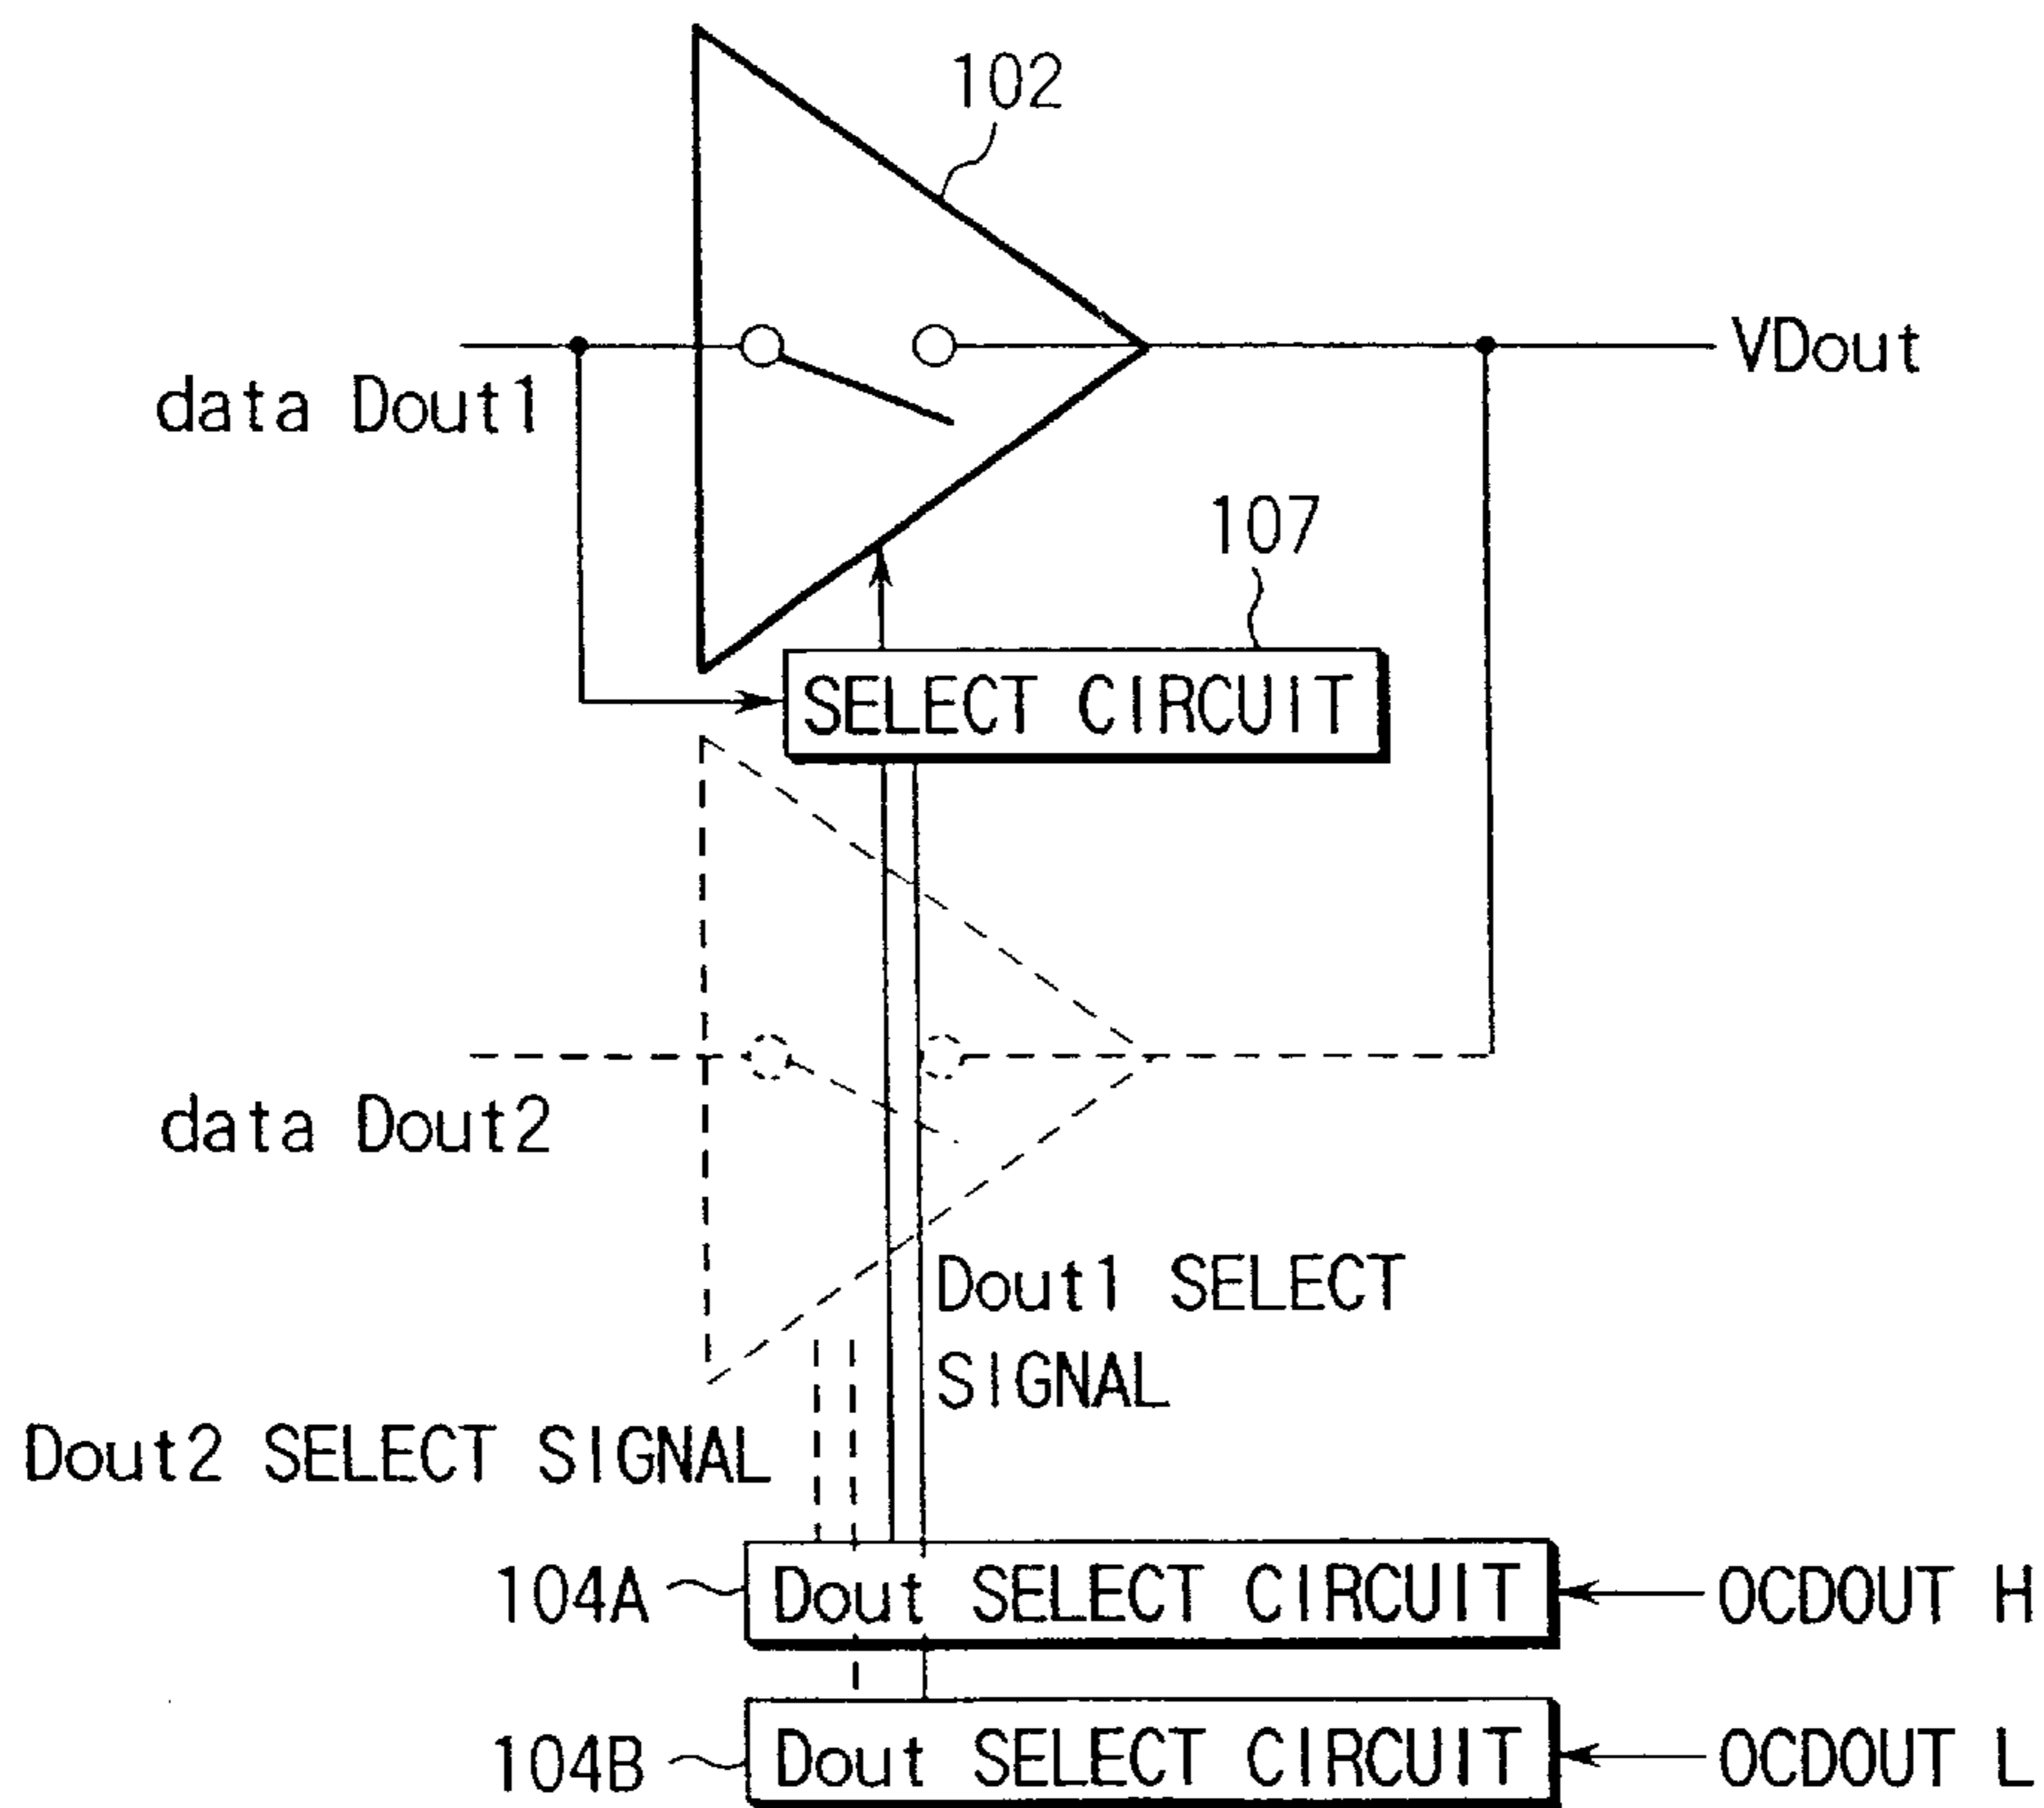 102
VDout
data Dout1
107
SELECT CIRCUIT
data Dout2
Dout1 SELECT
SIGNAL
Dout2 SELECT SIGNAL
104A
Dout SELECT CIRCUIT
OCDOUT H
104B
Dout SELECT CIRCUIT
OCDOUT L